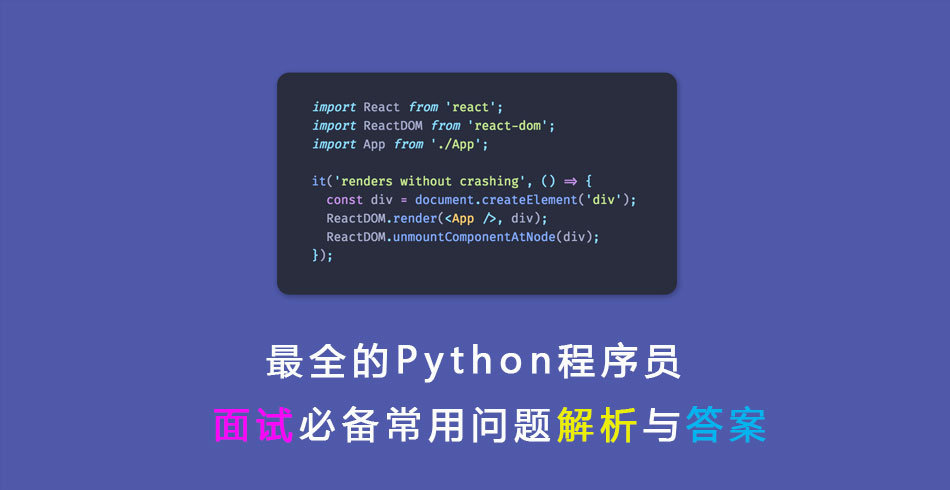 import React from 'react';
import ReactDOM from 'react-dom';
import App from './App';
it('renders without crashing', () => {
  const div = document.createElement('div');
  ReactDOM.render(<App />, div);
  ReactDOM.unmountComponentAtNode(div);
});
最全的Python程序员
面试必备常用问题解析与答案